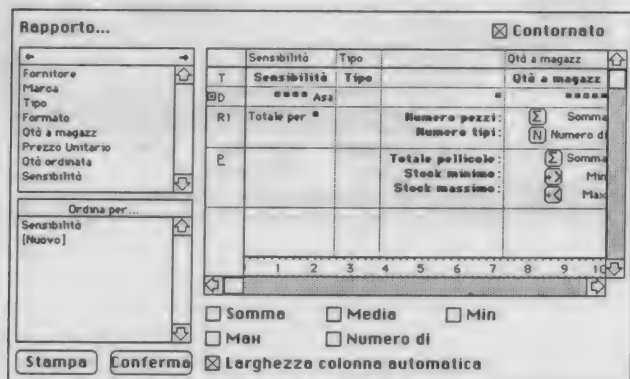 Rapporto...
Contornato
Fornitore
Marca
Tipo
Formato
Qtà a magazz
Prezzo Unitario
Qtà ordinata
Sensibilità
Ordina per...
Sensibilità
[Nuovo]
Stampa
Conferma
Sensibilità Tipo Qtà a magazz
T Sensibilità Tipo Qtà a magazz
D **** Asa * *****
R1 Totale per * Numero pezzi: Σ Somma
Numero tipi: N Numero di
P Totale pellicole: Σ Somma
Stock minimo: Min
Stock massimo: Max
1 2 3 4 5 6 7 8 9 10
Somma Media Min
Max Numero di
Larghezza colonna automatica